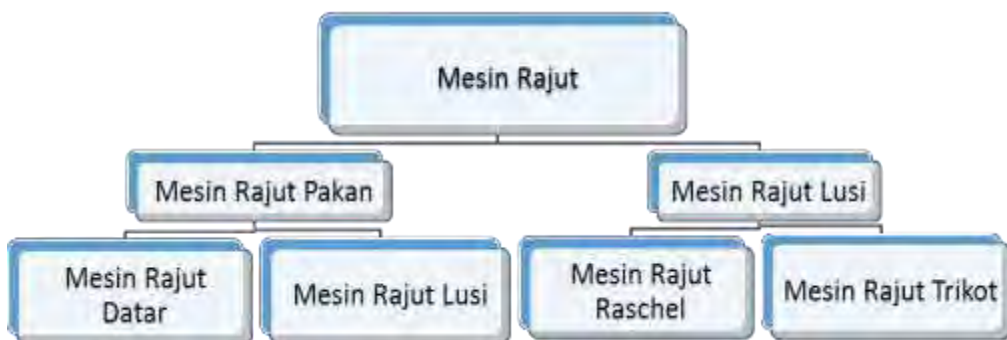 Mesin Rajut
Mesin Rajut Pakan
Mesin Rajut Lusi
Mesin Rajut
Datar
Mesin Rajut Lusi
Mesin Rajut
Raschel
Mesin Rajut Trikot